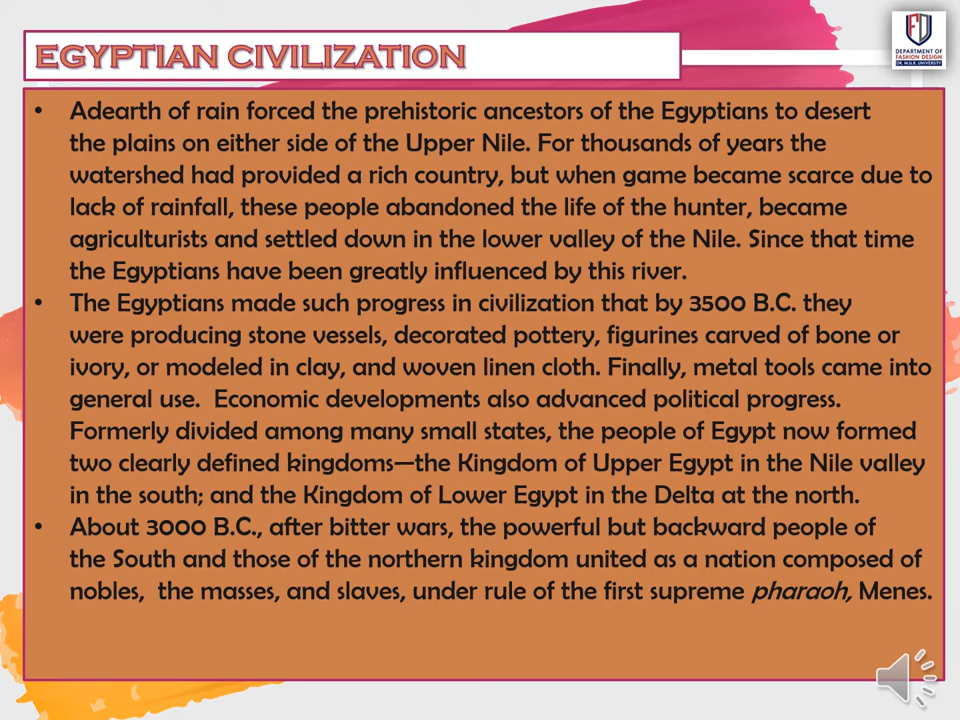 EGYPTIAN CIVILIZATION
DEPARTMENT OF
FASHION DESIGN
DR. M.G.R. UNIVERSITY
• Adearth of rain forced the prehistoric ancestors of the Egyptians to desert
the plains on either side of the Upper Nile. For thousands of years the
watershed had provided a rich country, but when game became scarce due to
lack of rainfall, these people abandoned the life of the hunter, became
agriculturists and settled down in the lower valley of the Nile. Since that time
the Egyptians have been greatly influenced by this river.
• The Egyptians made such progress in civilization that by 3500 B.C. they
were producing stone vessels, decorated pottery, figurines carved of bone or
ivory, or modeled in clay, and woven linen cloth. Finally, metal tools came into
general use. Economic developments also advanced political progress.
Formerly divided among many small states, the people of Egypt now formed
two clearly defined kingdoms—the Kingdom of Upper Egypt in the Nile valley
in the south; and the Kingdom of Lower Egypt in the Delta at the north.
• About 3000 B.C., after bitter wars, the powerful but backward people of
the South and those of the northern kingdom united as a nation composed of
nobles, the masses, and slaves, under rule of the first supreme pharaoh, Menes.